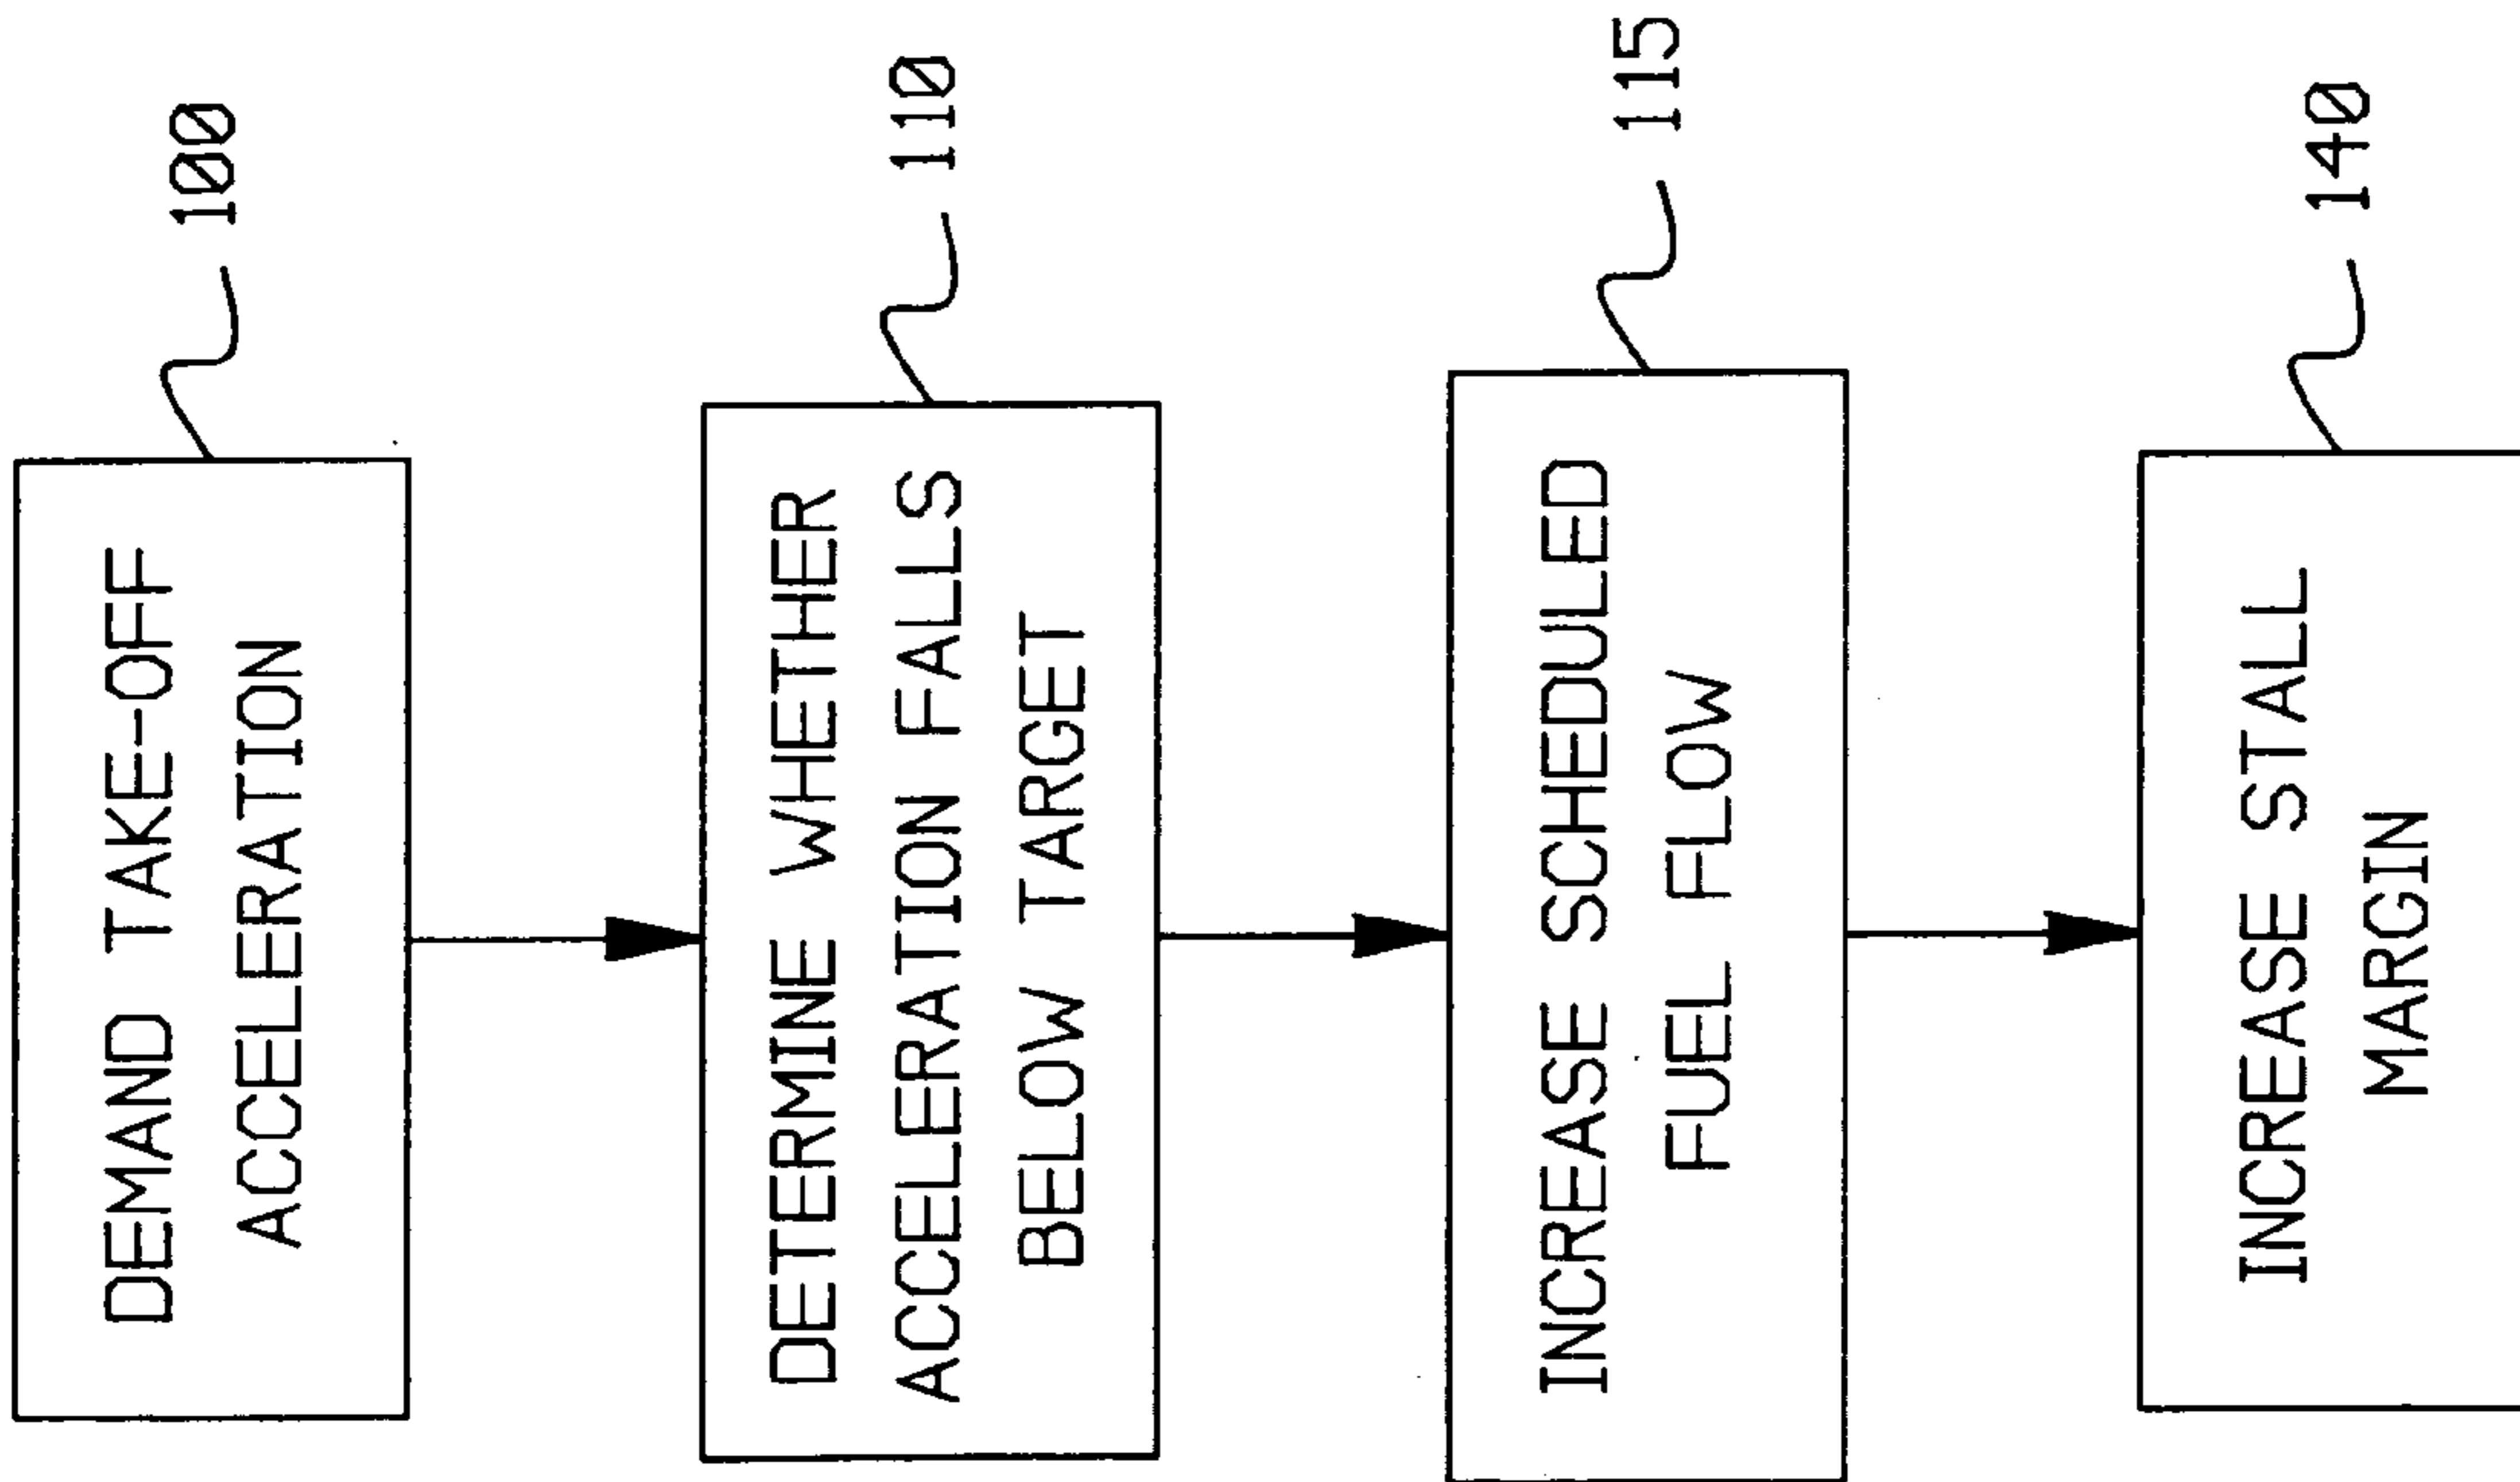 DEMAND TAKE-OFF
ACCELERATION
100
DETERMINE WHETHER
ACCELERATION FALLS
BELOW TARGET
110
INCREASE SCHEDULED
FUEL FLOW
115
INCREASE STALL
MARGIN
140